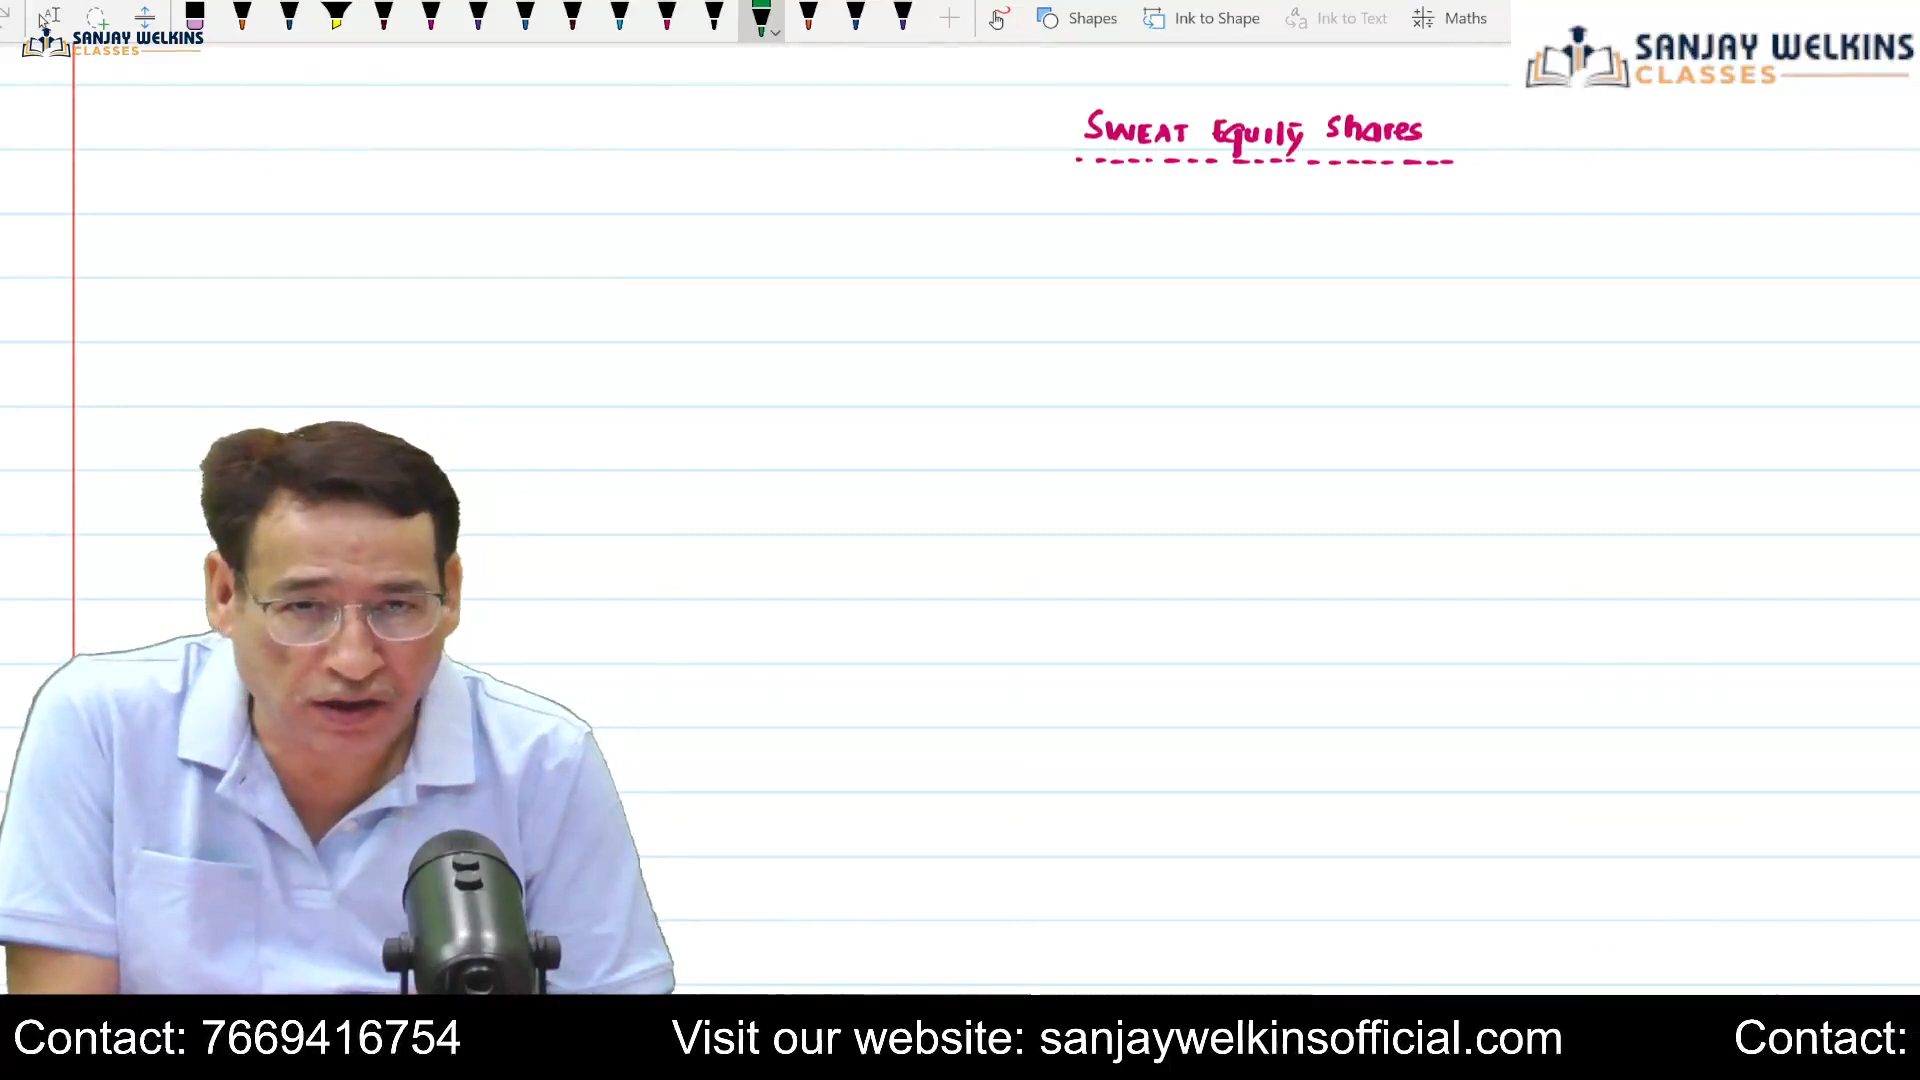 Shapes
Ink to Shape
Ink to Text
Maths
SANJAY WELKINS
CLASSES
SANJAY WELKINS
CLASSES
SWEAT Equity Shares
Contact: 7669416754 Visit our website: sanjaywelkinsofficial.com Contact: